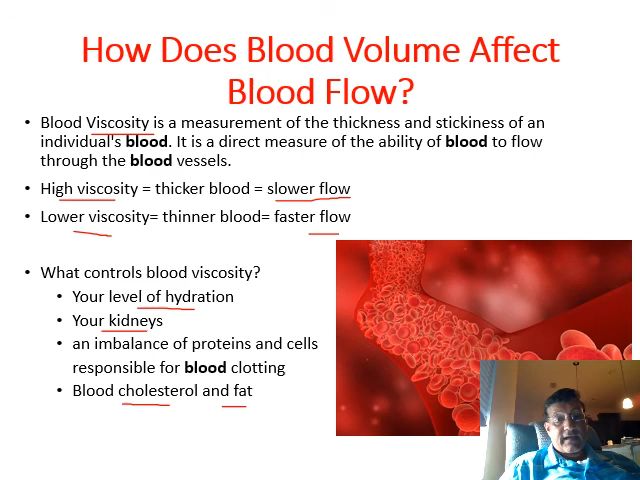 How Does Blood Volume Affect
Blood Flow?
• Blood Viscosity is a measurement of the thickness and stickiness of an
individual's blood. It is a direct measure of the ability of blood to flow
through the blood vessels.
• High viscosity = thicker blood = slower flow
• Lower viscosity= thinner blood= faster flow
• What controls blood viscosity?
• Your level of hydration
• Your kidneys
• an imbalance of proteins and cells
responsible for blood clotting
• Blood cholesterol and fat